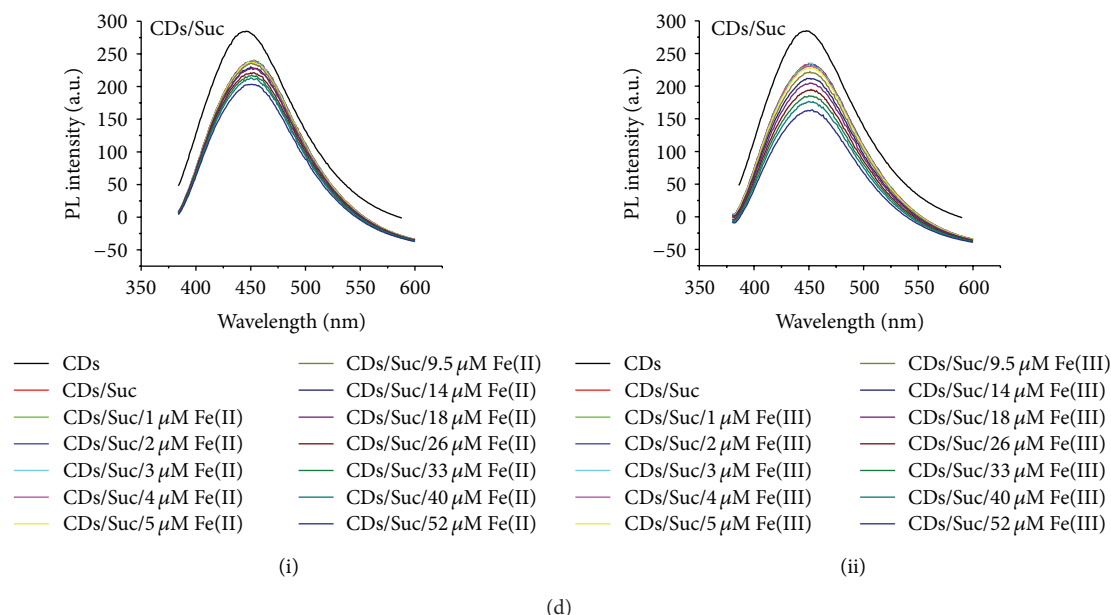 CDs/Suc
300
250
200
150
100
50
0
−50
PL intensity (a.u.)
350 400 450 500 550 600
Wavelength (nm)
CDs
CDs/Suc
CDs/Suc/1 μM Fe(II)
CDs/Suc/2 μM Fe(II)
CDs/Suc/3 μM Fe(II)
CDs/Suc/4 μM Fe(II)
CDs/Suc/5 μM Fe(II)
CDs/Suc/9.5 μM Fe(II)
CDs/Suc/14 μM Fe(II)
CDs/Suc/18 μM Fe(II)
CDs/Suc/26 μM Fe(II)
CDs/Suc/33 μM Fe(II)
CDs/Suc/40 μM Fe(II)
CDs/Suc/52 μM Fe(II)
(i)
CDs/Suc
300
250
200
150
100
50
0
−50
PL intensity (a.u.)
350 400 450 500 550 600
Wavelength (nm)
CDs
CDs/Suc
CDs/Suc/1 μM Fe(III)
CDs/Suc/2 μM Fe(III)
CDs/Suc/3 μM Fe(III)
CDs/Suc/4 μM Fe(III)
CDs/Suc/5 μM Fe(III)
CDs/Suc/9.5 μM Fe(III)
CDs/Suc/14 μM Fe(III)
CDs/Suc/18 μM Fe(III)
CDs/Suc/26 μM Fe(III)
CDs/Suc/33 μM Fe(III)
CDs/Suc/40 μM Fe(III)
CDs/Suc/52 μM Fe(III)
(ii)
(d)